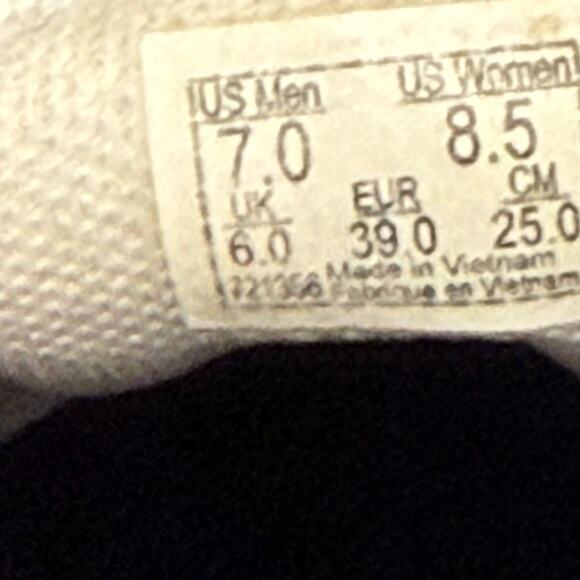 US Men US Women
7.0 8.5
UK EUR CM
6.0 39.0 25.0
Made in Vietnam
721356 Fabrique en Vietnam